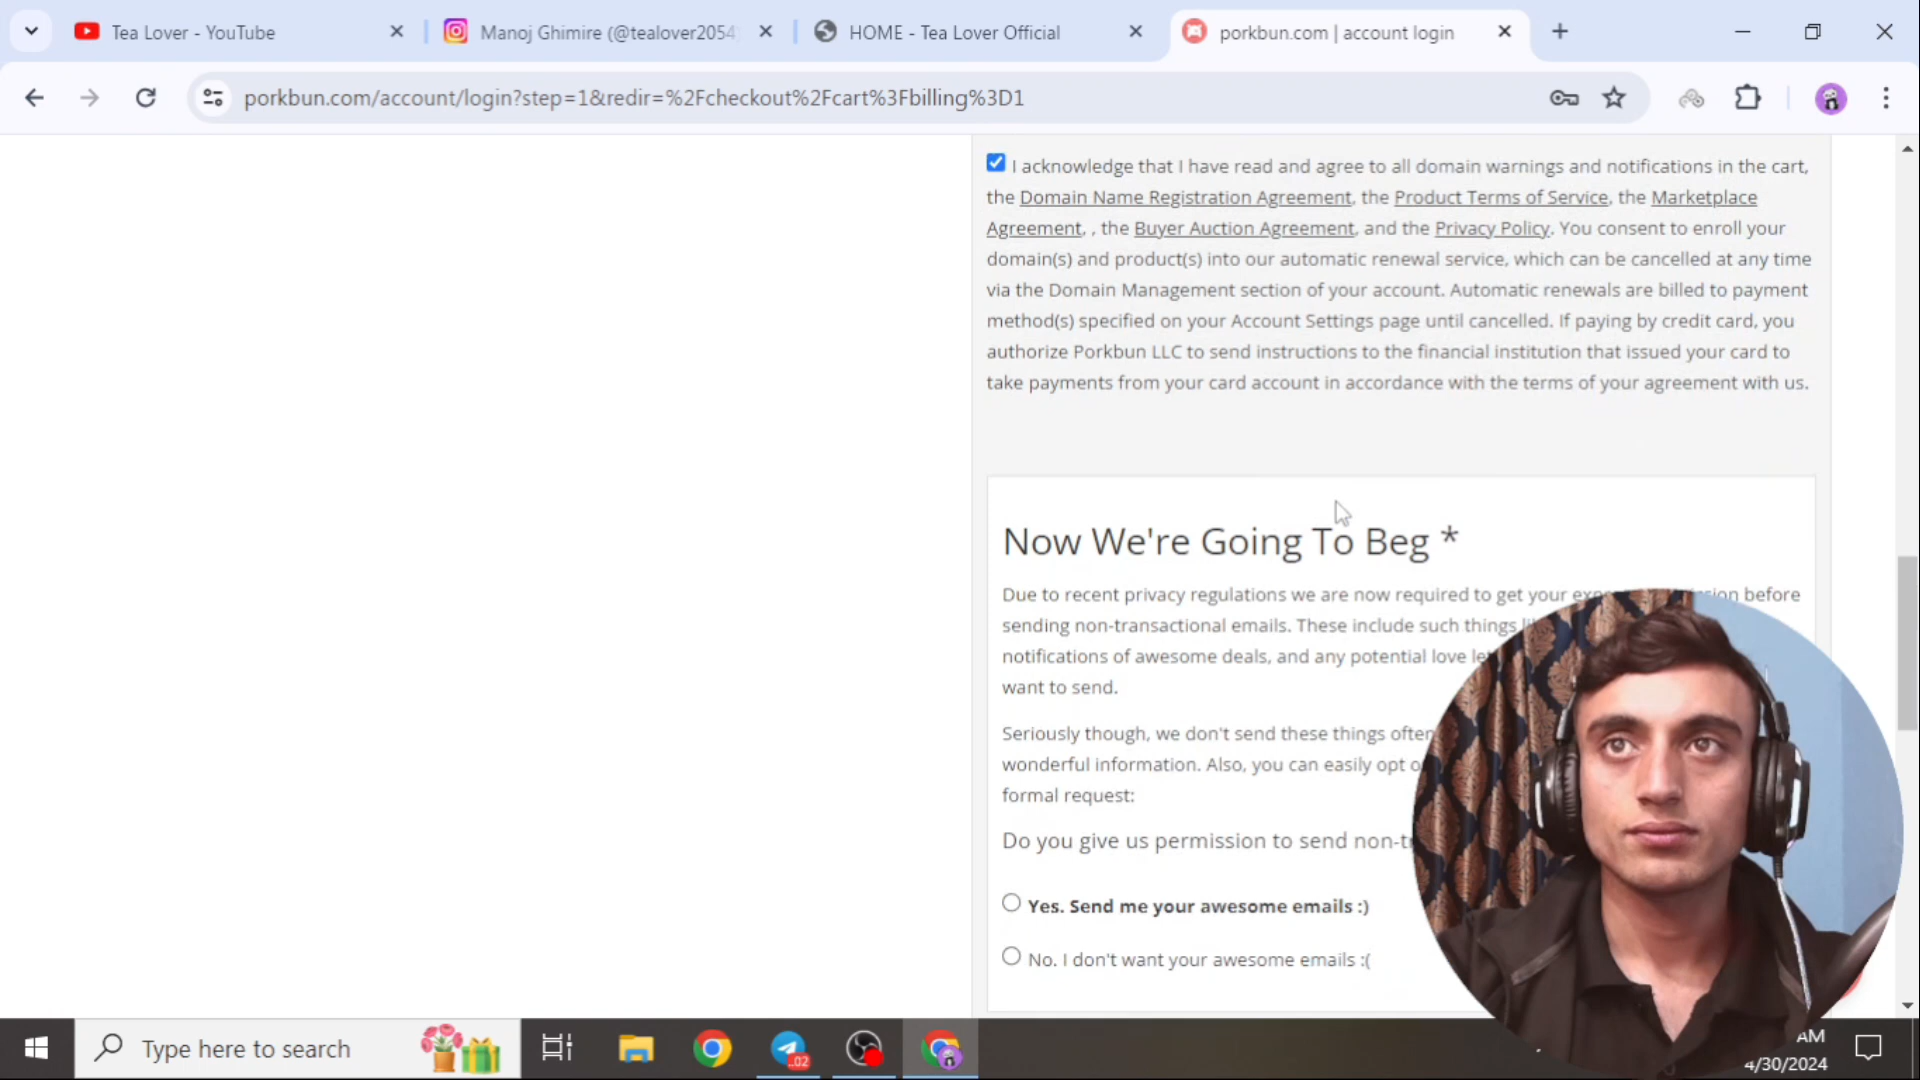 Tea Lover - YouTube
Manoj Ghimire (@tealover2054
HOME - Tea Lover Official
porkbun.com | account login
porkbun.com/account/login?step=1&redir=%2Fcheckout%2Fcart%3Fbilling%3D1
I acknowledge that I have read and agree to all domain warnings and notifications in the cart,
the Domain Name Registration Agreement, the Product Terms of Service, the Marketplace
Agreement, , the Buyer Auction Agreement, and the Privacy Policy. You consent to enroll your
domain(s) and product(s) into our automatic renewal service, which can be cancelled at any time
via the Domain Management section of your account. Automatic renewals are billed to payment
method(s) specified on your Account Settings page until cancelled. If paying by credit card, you
authorize Porkbun LLC to send instructions to the financial institution that issued your card to
take payments from your card account in accordance with the terms of your agreement with us.
Now We're Going To Beg *
Due to recent privacy regulations we are now required to get your before
sending non-transactional emails. These include such things
notifications of awesome deals, and any potential love
want to send.
Seriously though, we don't send these things often
wonderful information. Also, you can easily opt
formal request:
Do you give us permission to send
Yes. Send me your awesome emails :)
No. I don't want your awesome emails :(
Type here to search
02
AM
4/30/2024